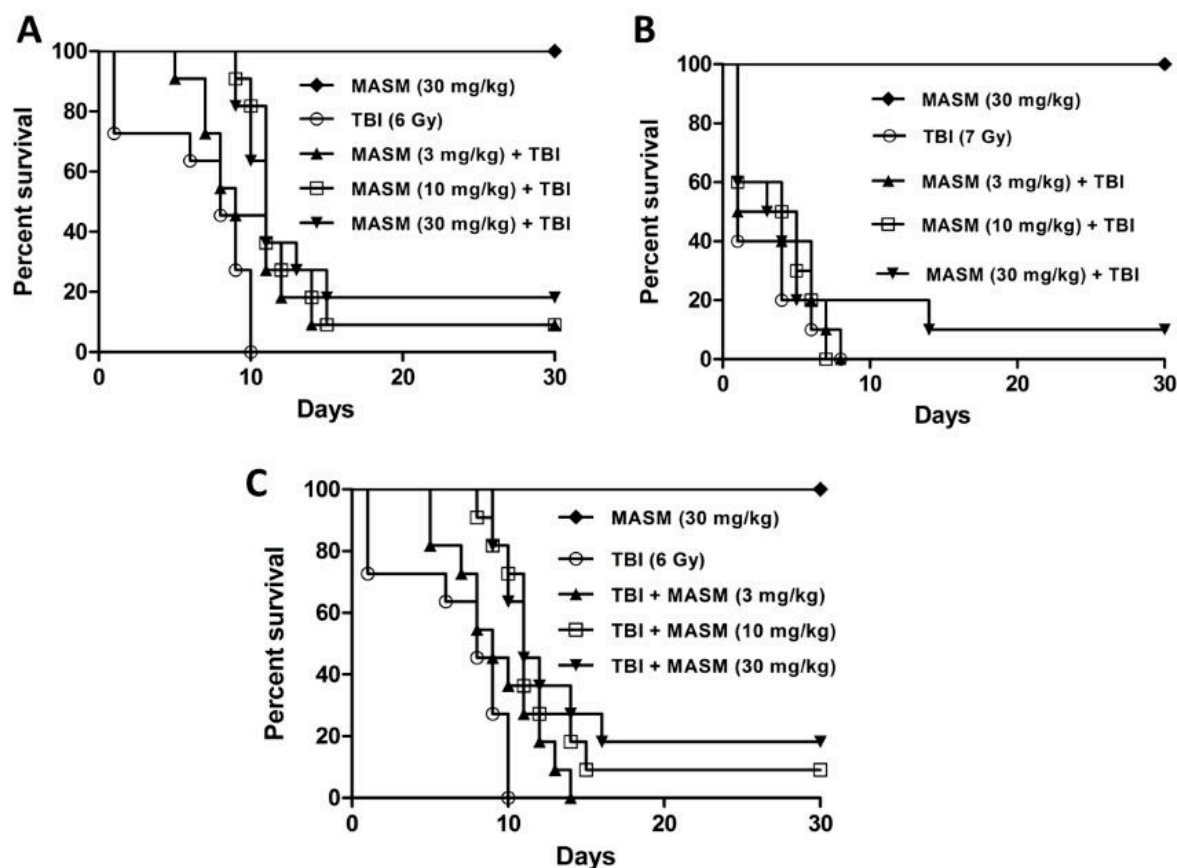 A
Percent survival
100
80
60
40
20
0
0 10 20 30
Days
MASM (30 mg/kg)
TBI (6 Gy)
MASM (3 mg/kg) + TBI
MASM (10 mg/kg) + TBI
MASM (30 mg/kg) + TBI
B
Percent survival
100
80
60
40
20
0
0 10 20 30
Days
MASM (30 mg/kg)
TBI (7 Gy)
MASM (3 mg/kg) + TBI
MASM (10 mg/kg) + TBI
MASM (30 mg/kg) + TBI
C
Percent survival
100
80
60
40
20
0
0 10 20 30
Days
MASM (30 mg/kg)
TBI (6 Gy)
TBI + MASM (3 mg/kg)
TBI + MASM (10 mg/kg)
TBI + MASM (30 mg/kg)